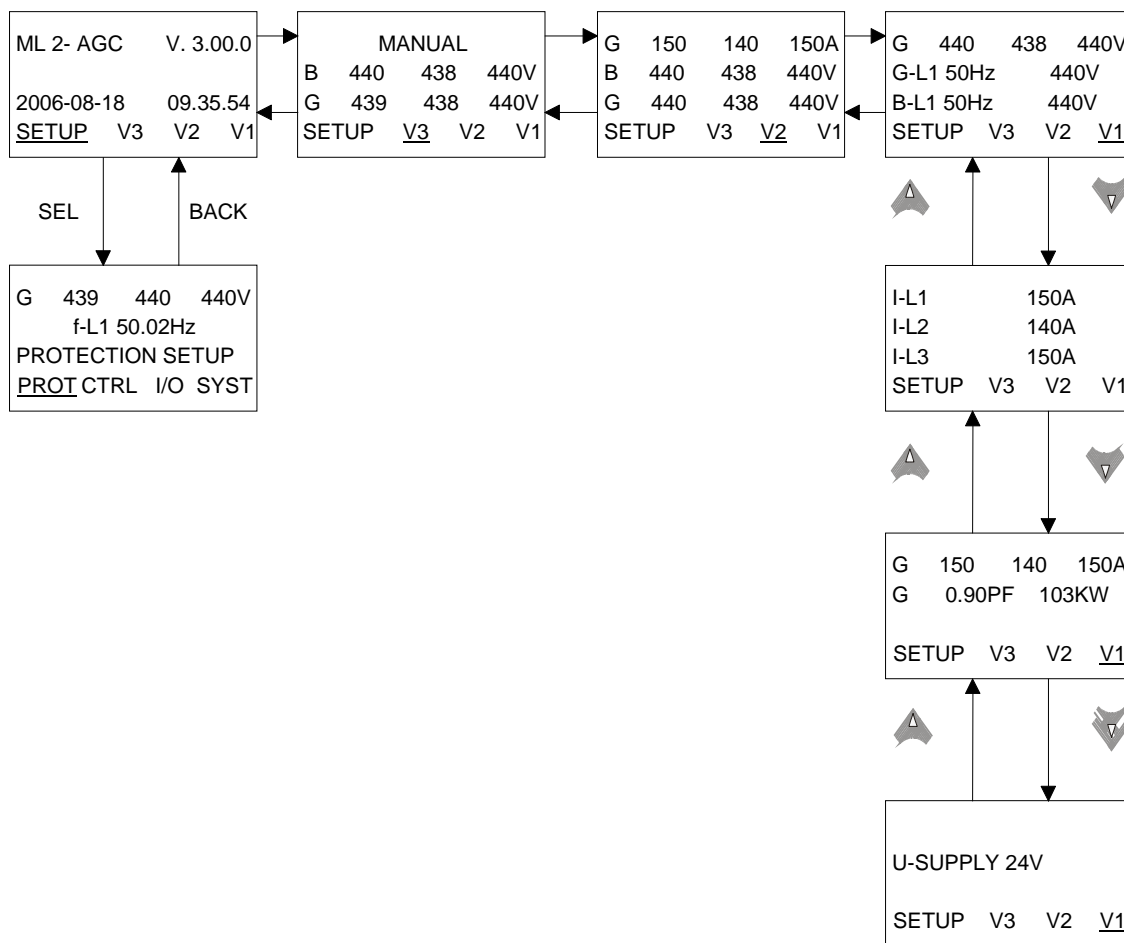 ML 2- AGC V. 3.00.0
2006-08-18 09.35.54
SETUP V3 V2 V1
MANUAL
B 440 438 440V
G 439 438 440V
SETUP V3 V2 V1
G 150 140 150A
B 440 438 440V
G 440 438 440V
SETUP V3 V2 V1
G 440 438 440V
G-L1 50Hz 440V
B-L1 50Hz 440V
SETUP V3 V2 V1
SEL BACK
G 439 440 440V
f-L1 50.02Hz
PROTECTION SETUP
PROT CTRL I/O SYST
I-L1 150A
I-L2 140A
I-L3 150A
SETUP V3 V2 V1
G 150 140 150A
G 0.90PF 103KW
SETUP V3 V2 V1
U-SUPPLY 24V
SETUP V3 V2 V1